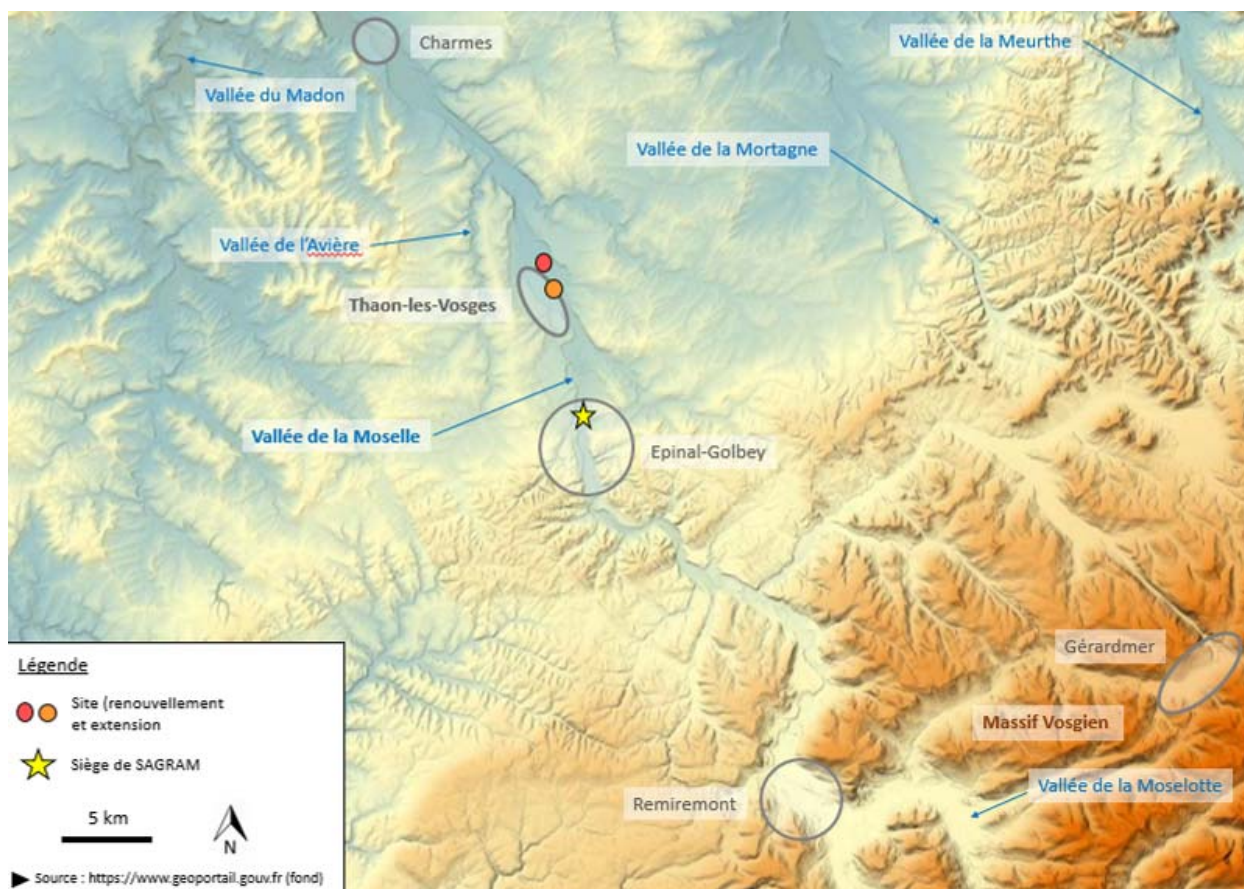 Charmes
Vallée de la Meurthe
Vallée du Madon
Vallée de la Mortagne
Vallée de l'Avière
Thaon-les-Vosges
Vallée de la Moselle
Epinal-Golbey
Gérardmer
Massif Vosgien
Vallée de la Moselotte
Remiremont
Légende
Site (renouvellement
et extension
Siège de SAGRAM
5 km
N
► Source : https://www.geoportail.gouv.fr (fond)